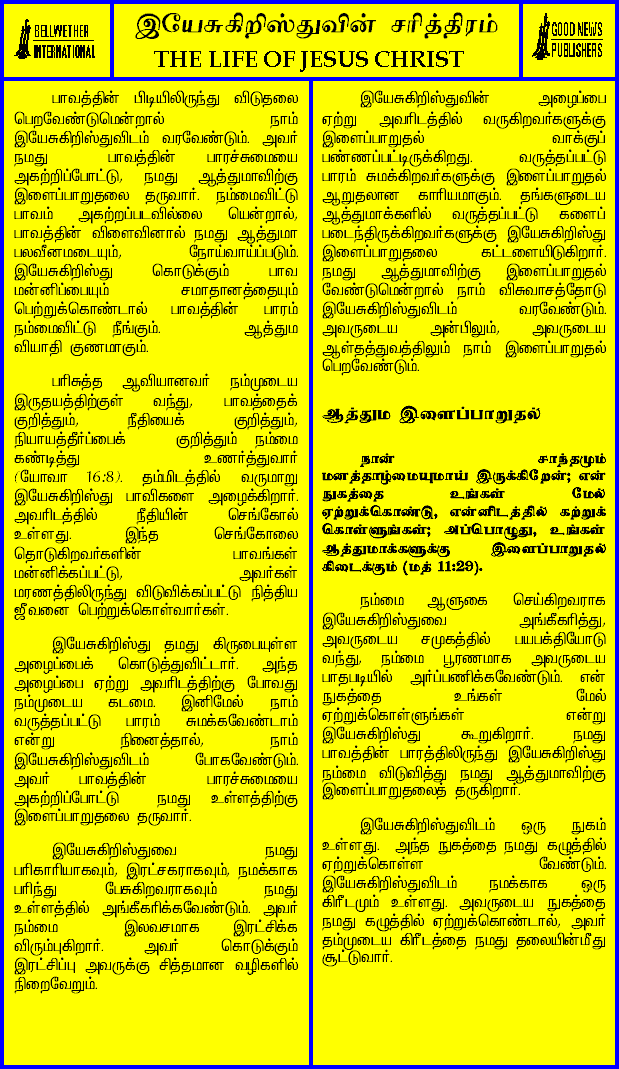 BELLWETHER
INTERNATIONAL
இயேசுகிறிஸ்துவின் சரித்திரம்
THE LIFE OF JESUS CHRIST
GOOD NEWS
PUBLISHERS
பாவத்தின் பிடியிலிருந்து விடுதலை
பெறவேண்டுமென்றால் நாம்
இயேசுகிறிஸ்துவிடம் வரவேண்டும். அவர்
நமது பாவத்தின் பாரச்சுமையை
அகற்றிப்போட்டு, நமது ஆத்துமாவிற்கு
இளைப்பாறுதலை தருவார். நம்மைவிட்டு
பாவம் அகற்றப்படவில்லை யென்றால்,
பாவத்தின் விளைவினால் நமது ஆத்துமா
பலவீனமடையும், நோய்வாய்ப்படும்.
இயேசுகிறிஸ்து கொடுக்கும் பாவ
மன்னிப்பையும் சமாதானத்தையும்
பெற்றுக்கொண்டால் பாவத்தின் பாரம்
நம்மைவிட்டு நீங்கும். ஆத்தும
வியாதி குணமாகும்.
பரிசுத்த ஆவியானவர் நம்முடைய
இருதயத்திற்குள் வந்து, பாவத்தைக்
குறித்தும், நீதியைக் குறித்தும்,
நியாயத்தீர்ப்பைக் குறித்தும் நம்மை
கண்டித்து உணர்த்துவார்
(யோவா 16:8). தம்மிடத்தில் வருமாறு
இயேசுகிறிஸ்து பாவிகளை அழைக்கிறார்.
அவரிடத்தில் நீதியின் செங்கோல்
உள்ளது. இந்த செங்கோலை
தொடுகிறவர்களின் பாவங்கள்
மன்னிக்கப்பட்டு, அவர்கள்
மரணத்திலிருந்து விடுவிக்கப்பட்டு நித்திய
ஜீவனை பெற்றுக்கொள்வார்கள்.
இயேசுகிறிஸ்து தமது கிருபையுள்ள
அழைப்பைக் கொடுத்துவிட்டார். அந்த
அழைப்பை ஏற்று அவரிடத்திற்கு போவது
நம்முடைய கடமை. இனிமேல் நாம்
வருத்தப்பட்டு பாரம் சுமக்கவேண்டாம்
என்று நினைத்தால், நாம்
இயேசுகிறிஸ்துவிடம் போகவேண்டும்.
அவர் பாவத்தின் பாரச்சுமையை
அகற்றிப்போட்டு நமது உள்ளத்திற்கு
இளைப்பாறுதலை தருவார்.
இயேசுகிறிஸ்துவை நமது
பரிகாரியாகவும், இரட்சகராகவும், நமக்காக
பரிந்து பேசுகிறவராகவும் நமது
உள்ளத்தில் அங்கீகரிக்கவேண்டும். அவர்
நம்மை இலவசமாக இரட்சிக்க
விரும்புகிறார். அவர் கொடுக்கும்
இரட்சிப்பு அவருக்கு சித்தமான வழிகளில்
நிறைவேறும்.
இயேசுகிறிஸ்துவின் அழைப்பை
ஏற்று அவரிடத்தில் வருகிறவர்களுக்கு
இளைப்பாறுதல் வாக்குப்
பண்ணப்பட்டிருக்கிறது. வருத்தப்பட்டு
பாரம் சுமக்கிறவர்களுக்கு இளைப்பாறுதல்
ஆறுதலான காரியமாகும். தங்களுடைய
ஆத்துமாக்களில் வருத்தப்பட்டு களைப்
படைந்திருக்கிறவர்களுக்கு இயேசுகிறிஸ்து
இளைப்பாறுதலை கட்டளையிடுகிறார்.
நமது ஆத்துமாவிற்கு இளைப்பாறுதல்
வேண்டுமென்றால் நாம் விசுவாசத்தோடு
இயேசுகிறிஸ்துவிடம் வரவேண்டும்.
அவருடைய அன்பிலும், அவருடைய
ஆள்தத்துவத்திலும் நாம் இளைப்பாறுதல்
பெறவேண்டும்.
ஆத்தும இளைப்பாறுதல்
நான் சாந்தமும்
மனத்தாழ்மையுமாய் இருக்கிறேன்; என்
நுகத்தை உங்கள் மேல்
ஏற்றுக்கொண்டு, என்னிடத்தில் கற்றுக்
கொள்ளுங்கள்; அப்பொழுது, உங்கள்
ஆத்துமாக்களுக்கு இளைப்பாறுதல்
கிடைக்கும் (மத் 11:29).
நம்மை ஆளுகை செய்கிறவராக
இயேசுகிறிஸ்துவை அங்கீகரித்து,
அவருடைய சமுகத்தில் பயபக்தியோடு
வந்து, நம்மை பூரணமாக அவருடைய
பாதபடியில் அர்ப்பணிக்கவேண்டும். என்
நுகத்தை உங்கள் மேல்
ஏற்றுக்கொள்ளுங்கள் என்று
இயேசுகிறிஸ்து கூறுகிறார். நமது
பாவத்தின் பாரத்திலிருந்து இயேசுகிறிஸ்து
நம்மை விடுவித்து நமது ஆத்துமாவிற்கு
இளைப்பாறுதலைத் தருகிறார்.
இயேசுகிறிஸ்துவிடம் ஒரு நுகம்
உள்ளது. அந்த நுகத்தை நமது கழுத்தில்
ஏற்றுக்கொள்ள வேண்டும்.
இயேசுகிறிஸ்துவிடம் நமக்காக ஒரு
கிரீடமும் உள்ளது. அவருடைய நுகத்தை
நமது கழுத்தில் ஏற்றுக்கொண்டால், அவர்
தம்முடைய கிரீடத்தை நமது தலையின்மீது
சூட்டுவார்.